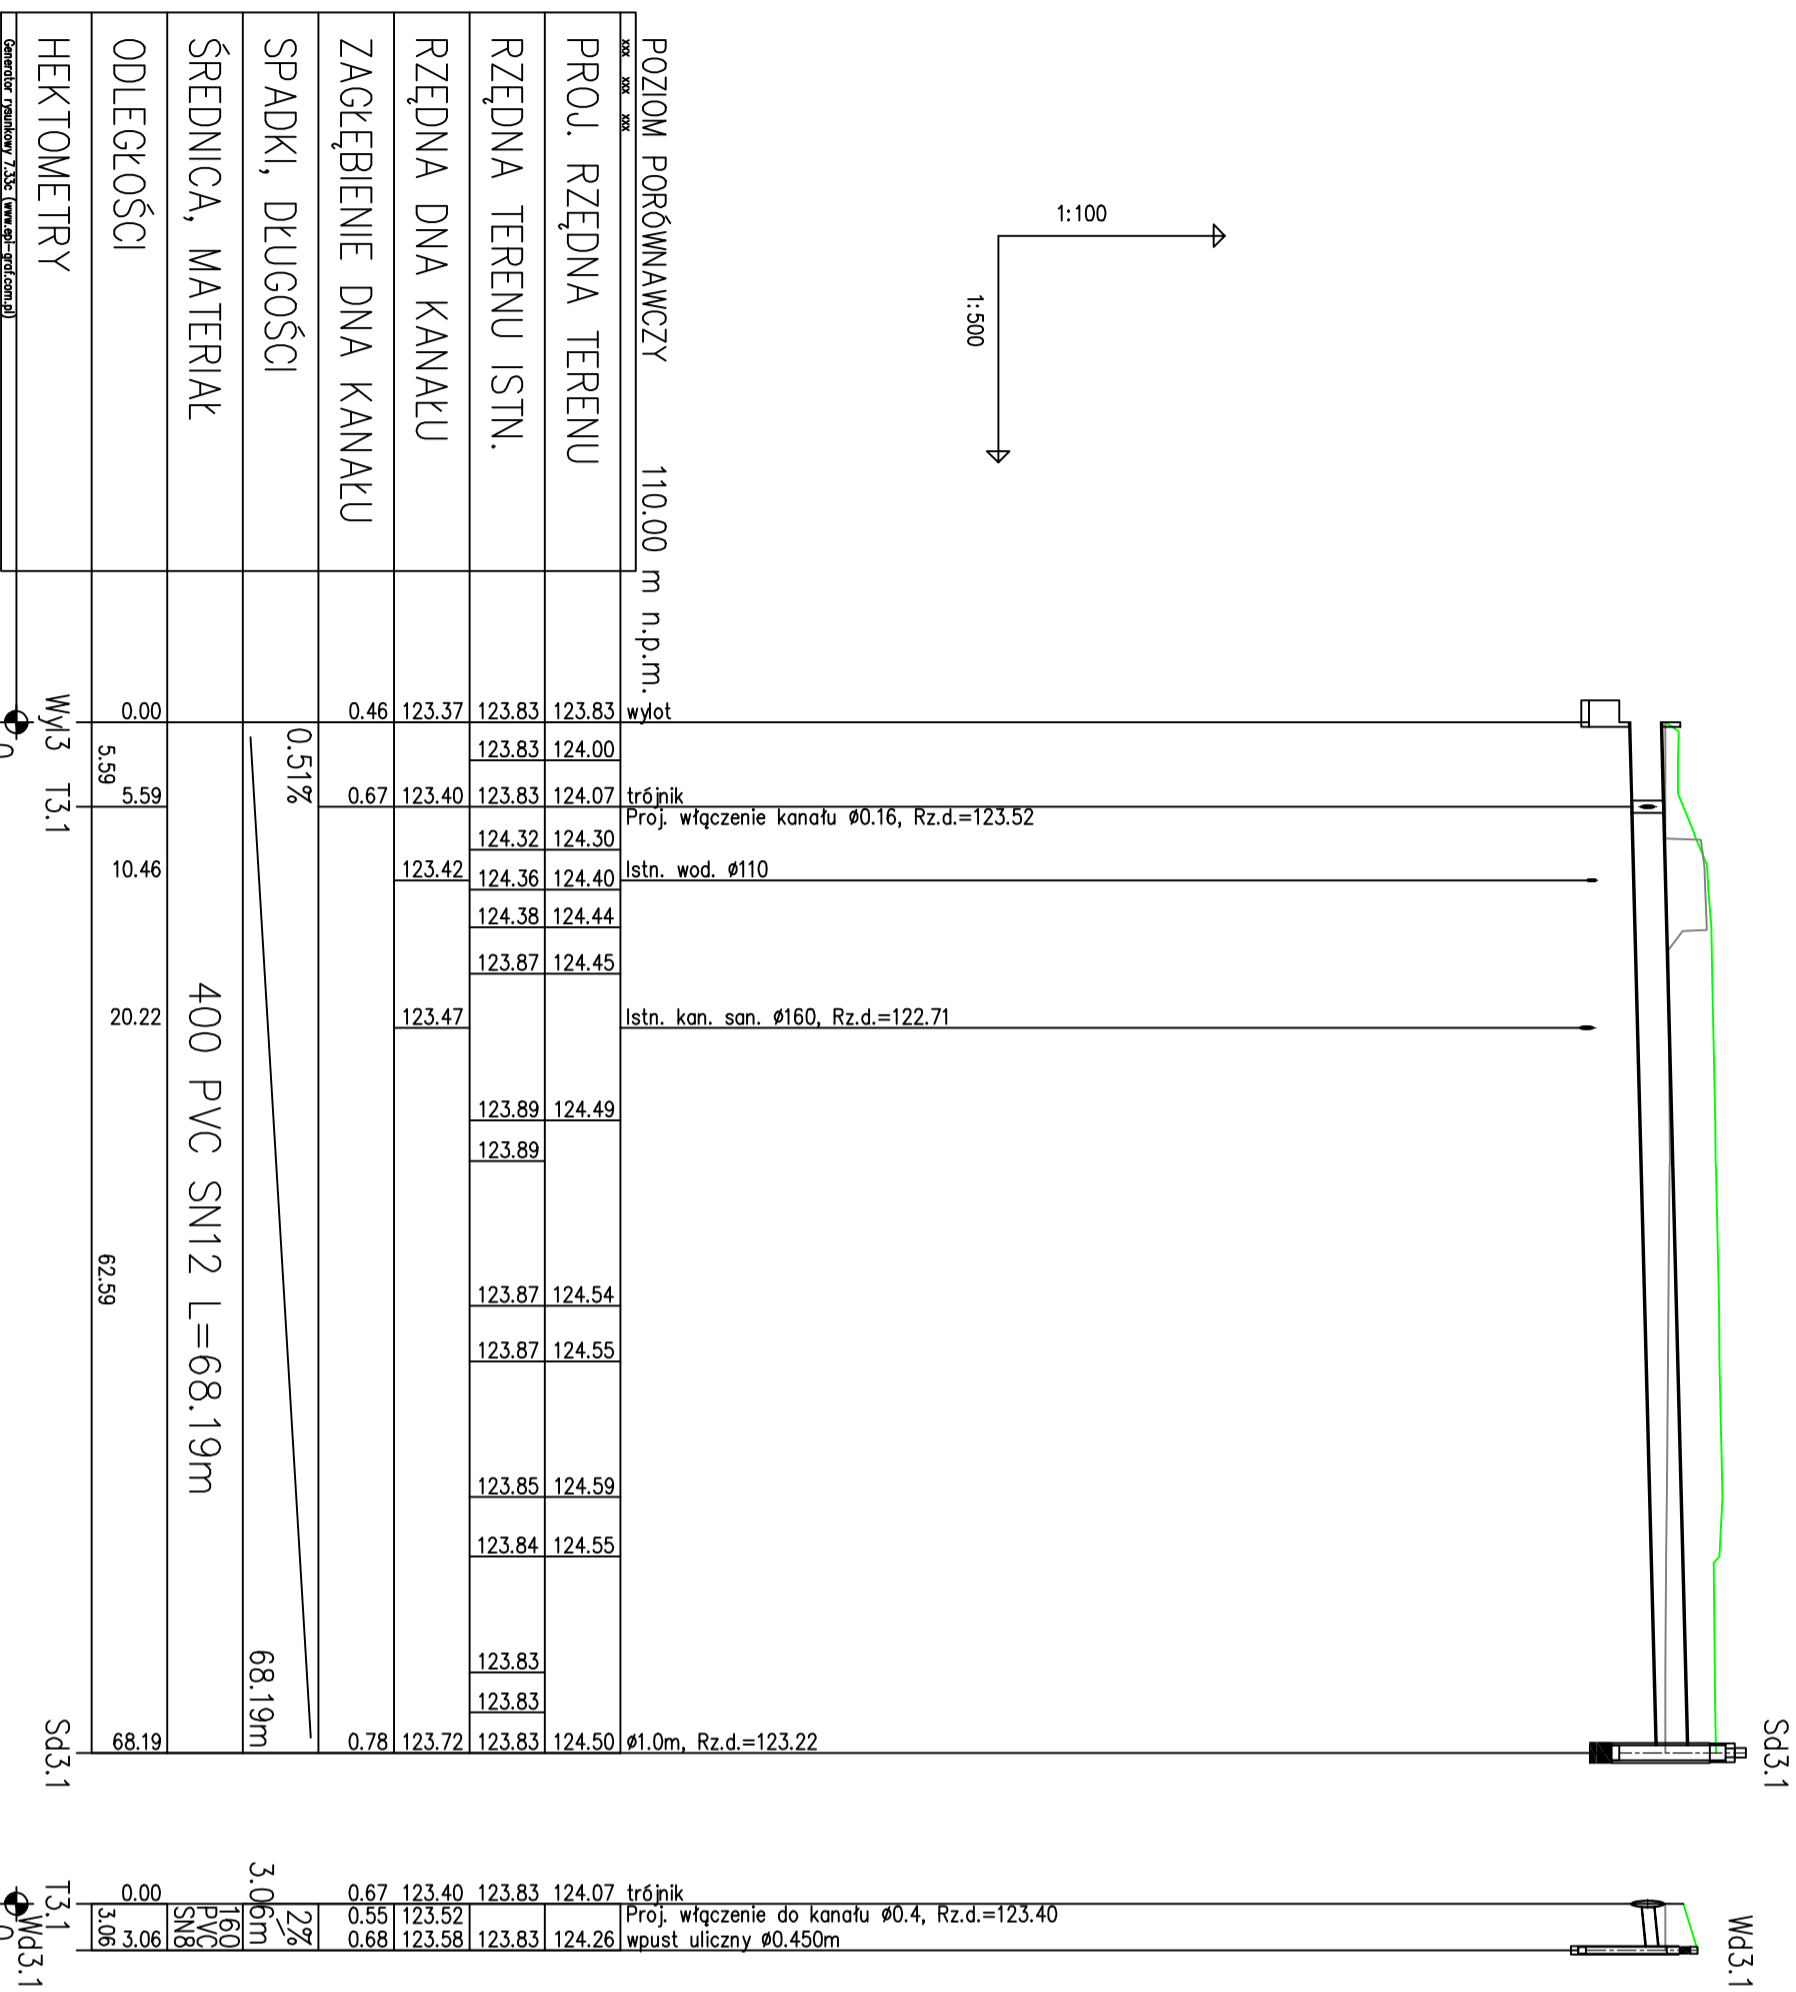 1:100
1:500
POZIOM PORÓWNAWCZY 110.00 m n.p.m.
xxx xxx xxx
PROJ. RZĘDNA TERENU
RZĘDNA TERENU ISTN.
RZĘDNA DNA KANAŁU
ZAGŁĘBIENIE DNA KANAŁU
SPADKI, DŁUGOŚCI
ŚREDNICA, MATERIAŁ
ODLEGŁOŚCI
HEKTOMETRY
Generator rysunkowy 7.33c (www.epi-graf.com.pl)
wylot
trójnik
Proj. włączenie kanału ø0.16, Rz.d.=123.52
Istn. wod. ø110
Istn. kan. san. ø160, Rz.d.=122.71
ø1.0m, Rz.d.=123.22
123.83 124.00 124.07 124.30 124.40 124.44 124.45 124.49 124.54 124.55 124.59 124.55 124.50
123.83 123.83 123.83 124.32 124.36 124.38 123.87 123.89 123.89 123.87 123.87 123.85 123.84 123.83 123.83 123.83
123.37 123.40 123.42 123.47 123.72
0.46 0.67 0.78
0.51% 68.19m
400 PVC SN12 L=68.19m
0.00 5.59 10.46 20.22 68.19
5.59 62.59
Wyl3 T3.1 Sd3.1
0
Sd3.1
trójnik
Proj. włączenie do kanału ø0.4, Rz.d.=123.40
wpust uliczny ø0.450m
124.07 124.26
123.83 123.83
123.40 123.52 123.58
0.67 0.55 0.68
2%
3.06m
160
PVC
SN8
0.00 3.06
3.06
T3.1
Wd3.1
0
Wd3.1